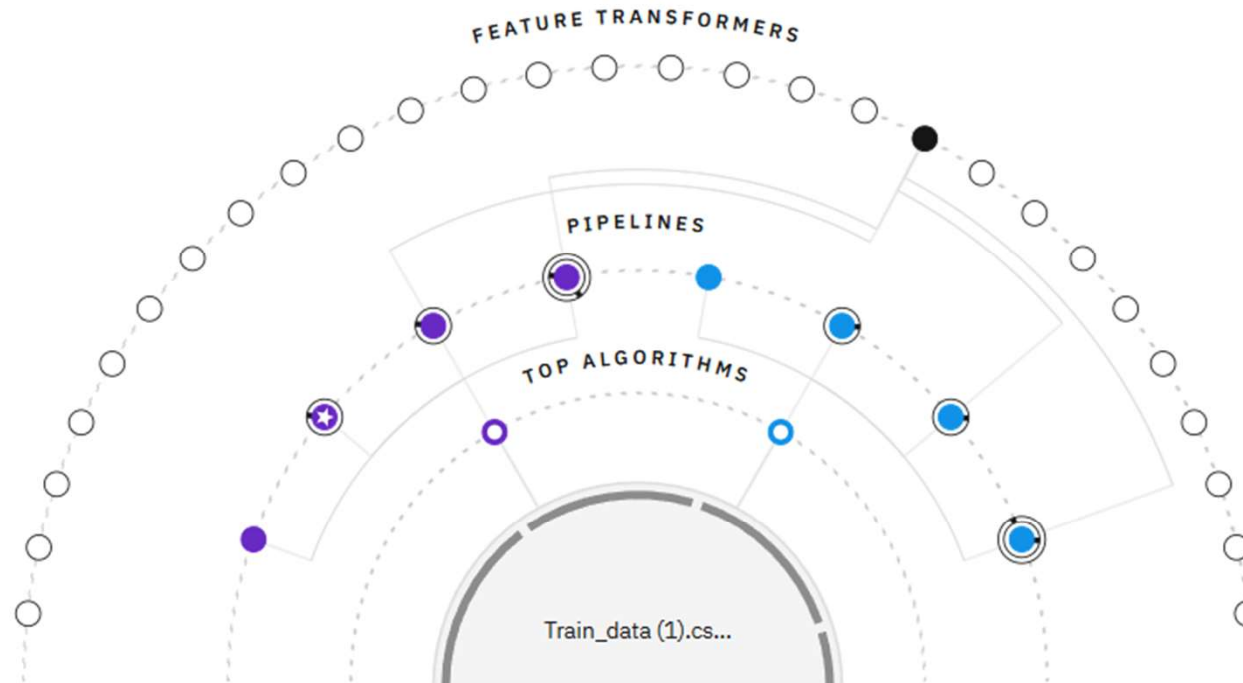 FEATURE TRANSFORMERS
PIPELINES
TOP ALGORITHMS
Train_data (1).cs...